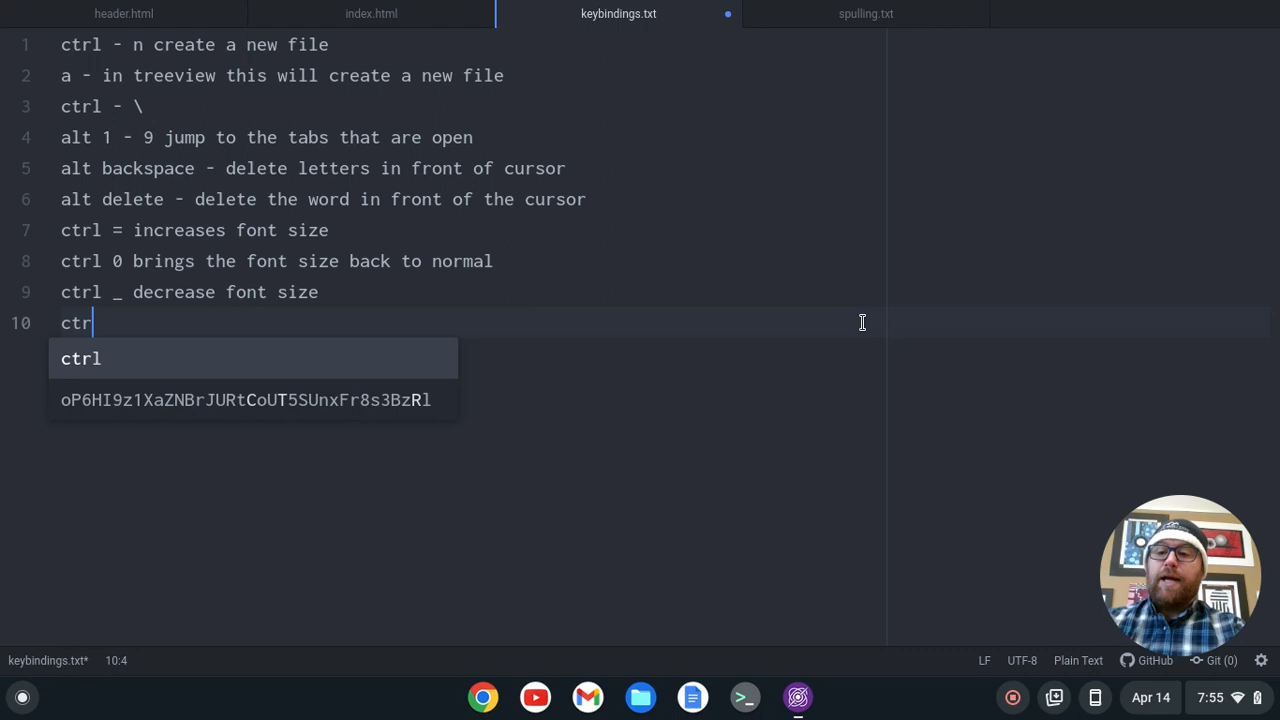 header.html
index.html
keybindings.txt
spulling.txt
1 ctrl - n create a new file
2 a - in treeview this will create a new file
3 ctrl - \
4 alt 1 - 9 jump to the tabs that are open
5 alt backspace - delete letters in front of cursor
6 alt delete - delete the word in front of the cursor
7 ctrl = increases font size
8 ctrl 0 brings the font size back to normal
9 ctrl _ decrease font size
10 ctr
ctrl
oP6HI9z1XaZNBrJURtCoUT5SUnxFr8s3BzRl
keybindings.txt* 10:4 LF UTF-8 Plain Text GitHub Git (0)
Apr 14 7:55